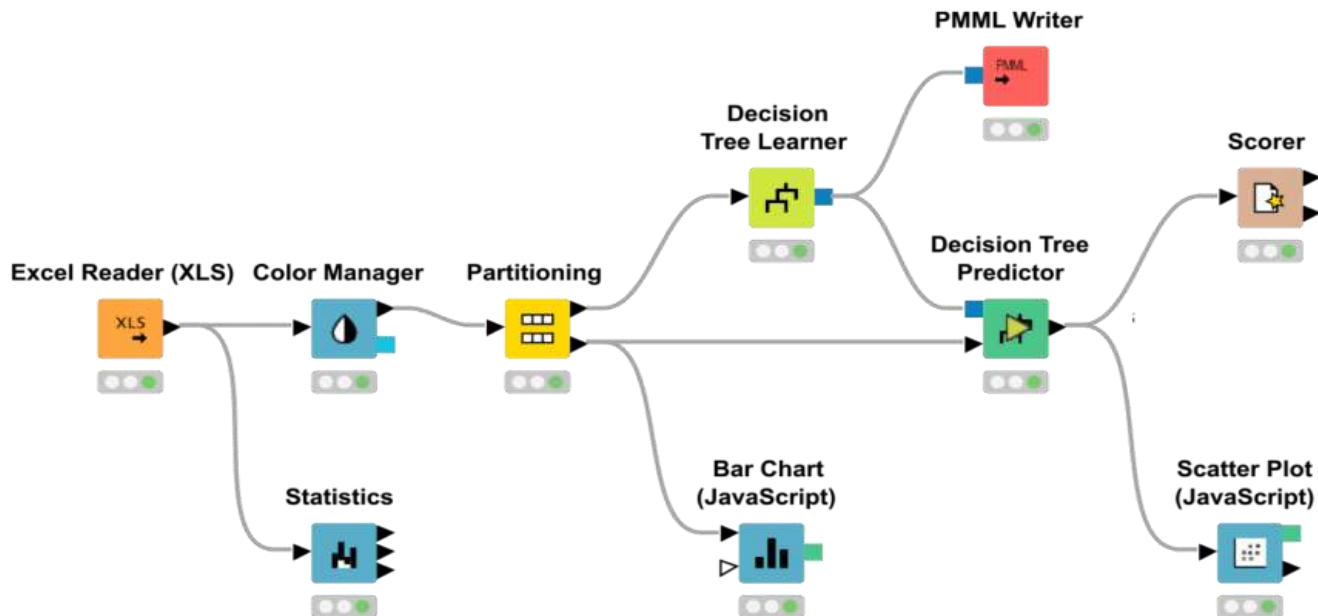 PMML Writer
PMML
Decision
Tree Learner
Scorer
Excel Reader (XLS)
Color Manager
Partitioning
Decision Tree
Predictor
XLS
Statistics
Bar Chart
(JavaScript)
Scatter Plot
(JavaScript)